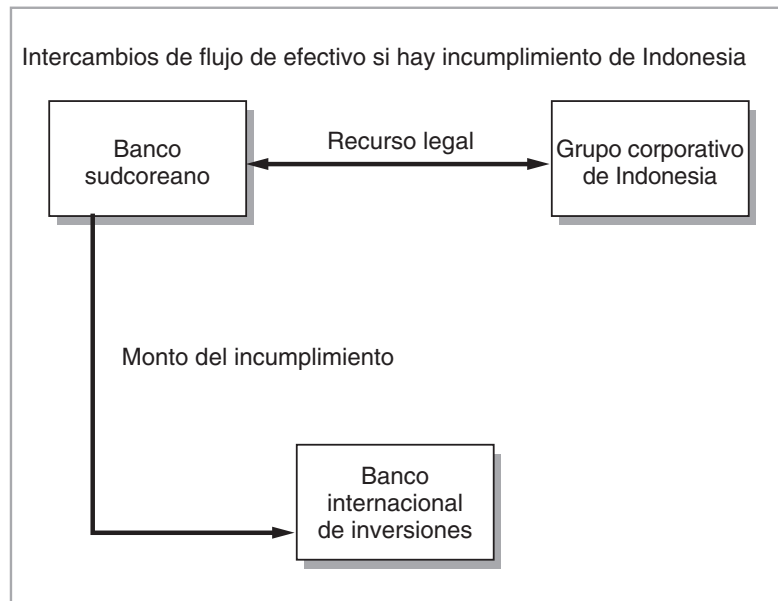 Intercambios de flujo de efectivo si hay incumplimiento de Indonesia
Banco
sudcoreano
Recurso legal
Grupo corporativo
de Indonesia
Monto del incumplimiento
Banco
internacional
de inversiones